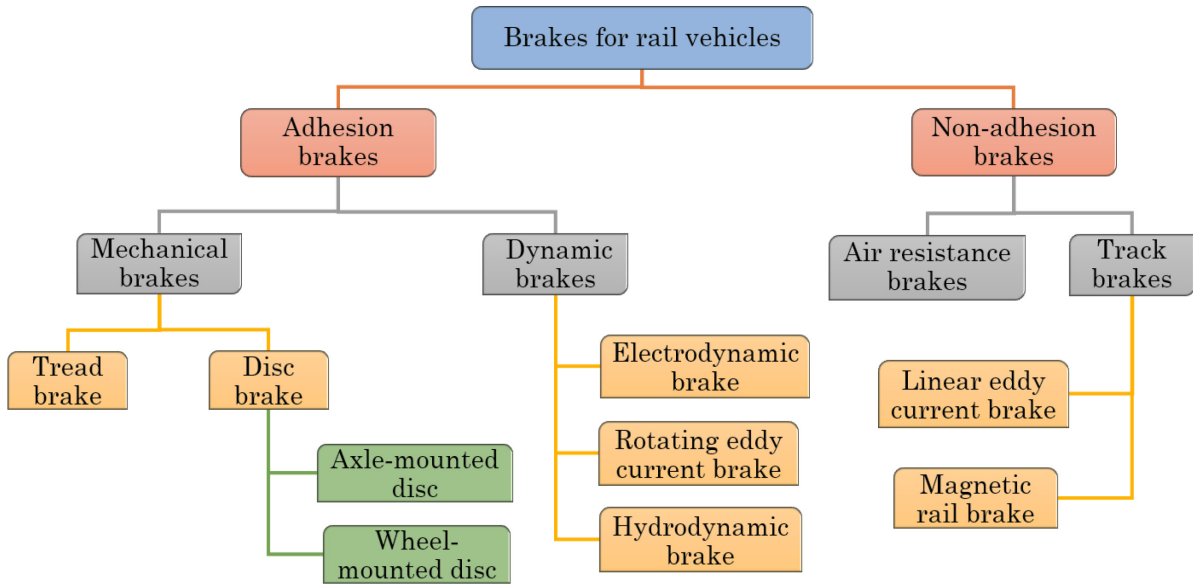 Brakes for rail vehicles
Adhesion
brakes
Non-adhesion
brakes
Mechanical
brakes
Dynamic
brakes
Air resistance
brakes
Track
brakes
Tread
brake
Disc
brake
Electrodynamic
brake
Linear eddy
current brake
Axle-mounted
disc
Rotating eddy
current brake
Magnetic
rail brake
Wheel-
mounted disc
Hydrodynamic
brake